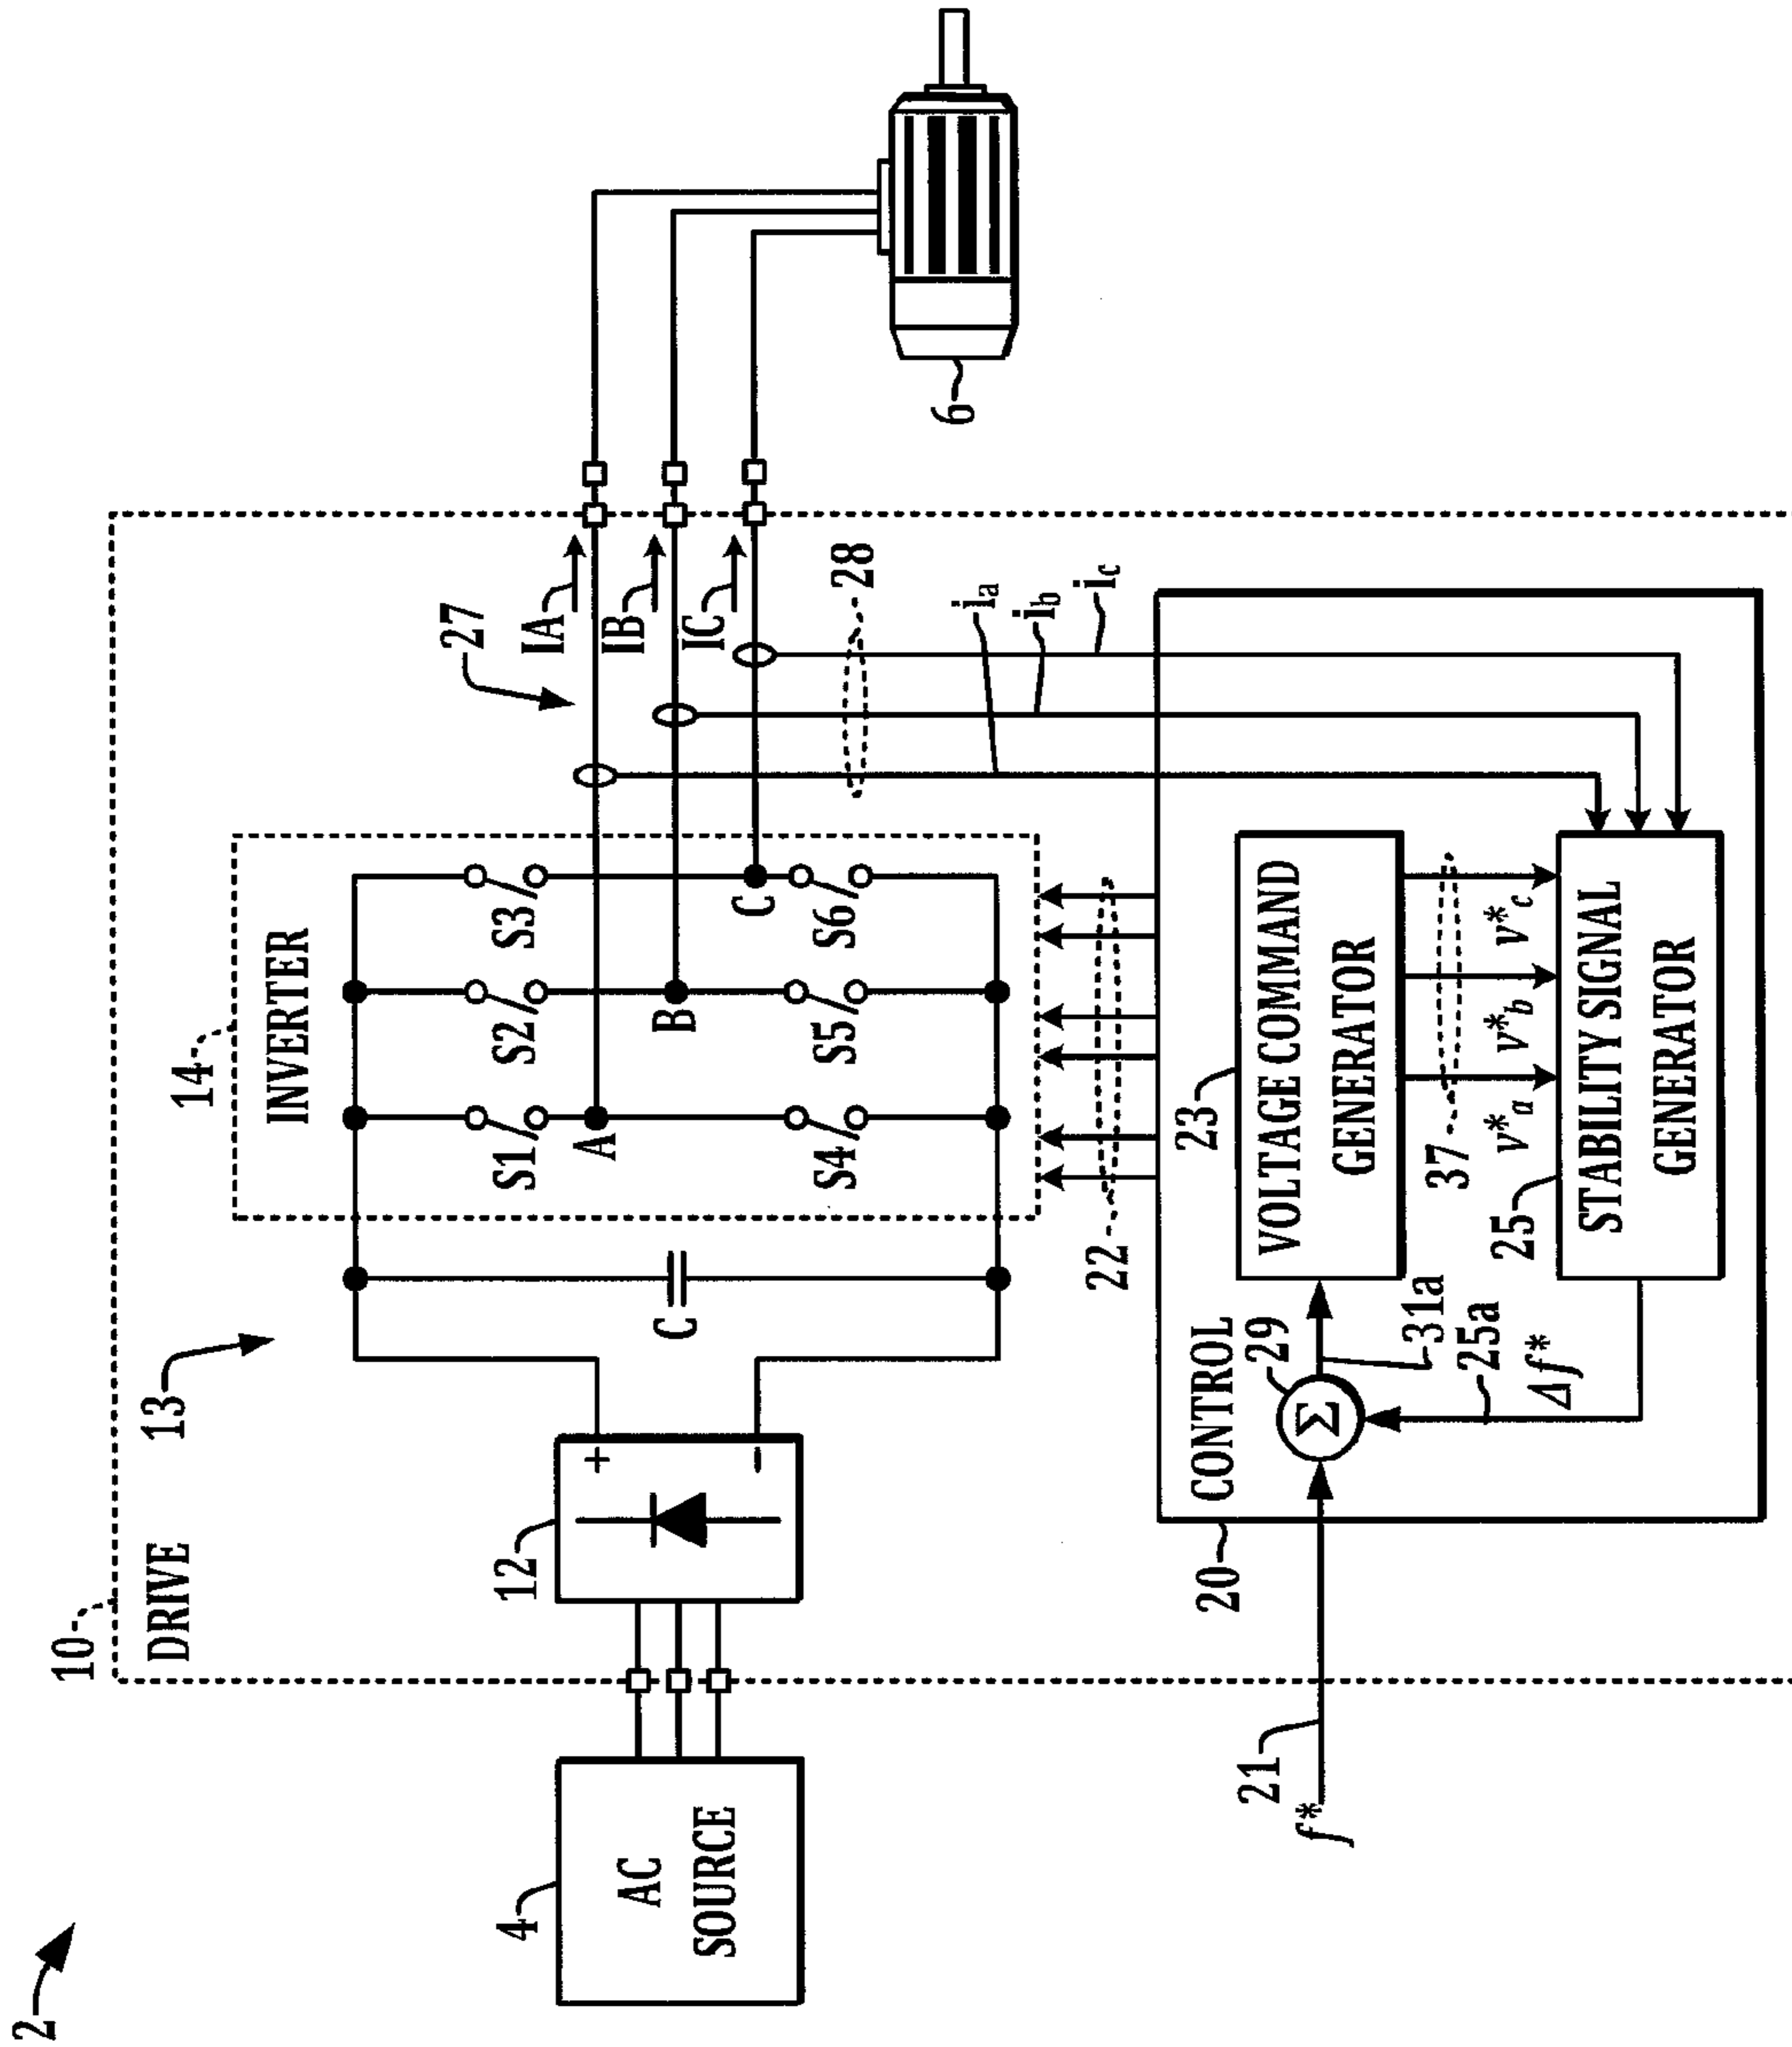 2
10
DRIVE
13
14
INVERTER
27
IA
IB
IC
S1
S2
S3
A
B
C
S4
S5
S6
C
4
AC
SOURCE
12
+
-
6
28
22
ia
ib
ic
20
CONTROL
21
f*
29
Σ
31a
25a
Δf*
23
VOLTAGE COMMAND
GENERATOR
37
v*a
v*b
v*c
25
STABILITY SIGNAL
GENERATOR